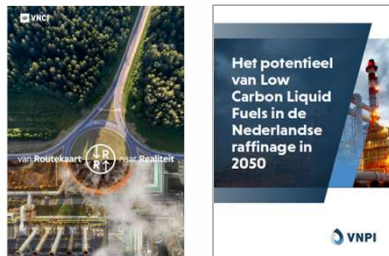 VNCI
van Routekaart R R naar Realiteit
Het potentieel
van Low
Carbon Liquid
Fuels in de
Nederlandse
raffinage in
2050
VNPI